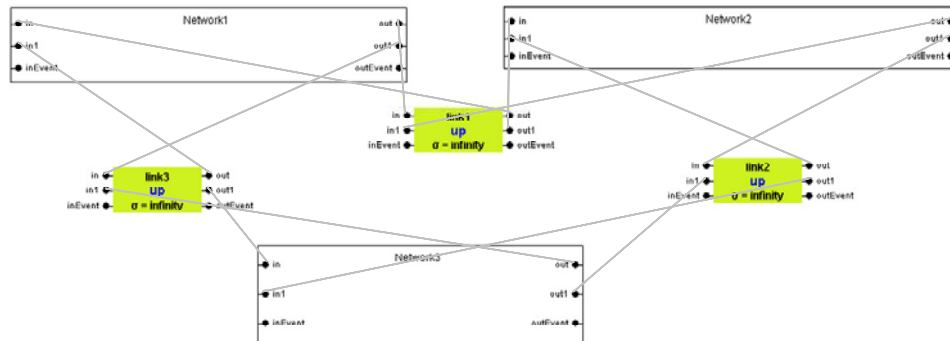 Network1
in
in1
inEvent
out
out1
outEvent
Network2
in
in1
inEvent
out
out1
outEvent
link1
up
σ = infinity
in
in1
inEvent
out
out1
outEvent
link3
up
σ = infinity
in
in1
inEvent
out
out1
outEvent
link2
up
σ = infinity
in
in1
inEvent
out
out1
outEvent
Network3
in
in1
inEvent
out
out1
outEvent